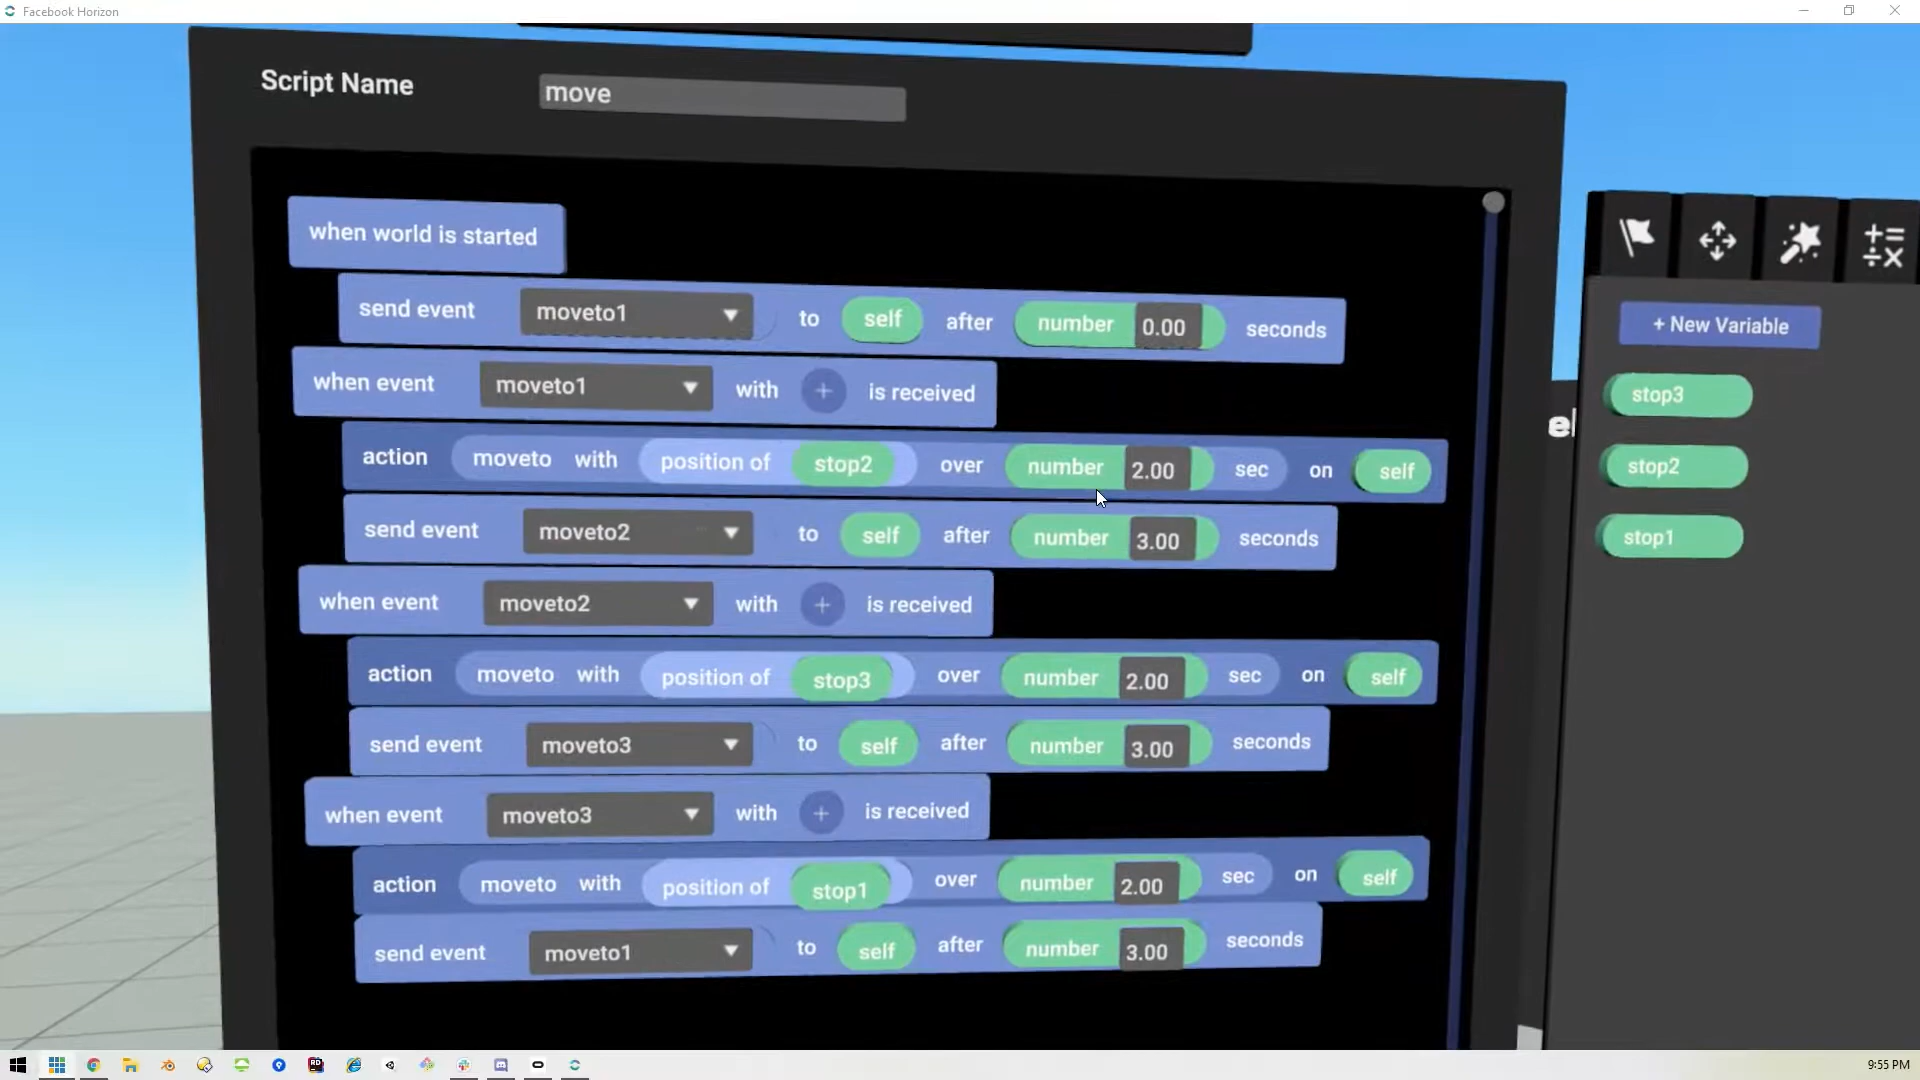 Facebook Horizon
Script Name move
when world is started
send event moveto1 to self after number 0.00 seconds
when event moveto1 with + is received
action moveto with position of stop2 over number 2.00 sec on self
send event moveto2 to self after number 3.00 seconds
when event moveto2 with + is received
action moveto with position of stop3 over number 2.00 sec on self
send event moveto3 to self after number 3.00 seconds
when event moveto3 with + is received
action moveto with position of stop1 over number 2.00 sec on self
send event moveto1 to self after number 3.00 seconds
+ New Variable
stop3
stop2
stop1
9:55 PM